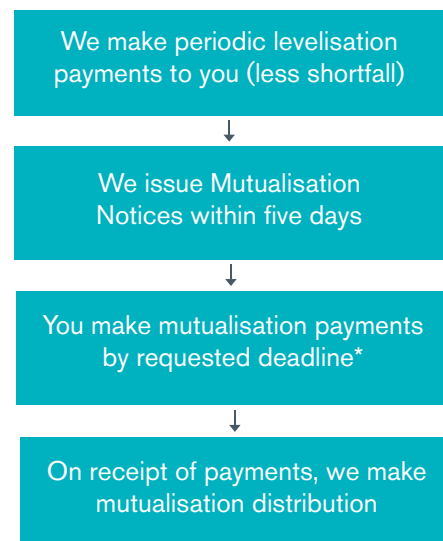 We make periodic levelisation
payments to you (less shortfall)
We issue Mutualisation
Notices within five days
You make mutualisation payments
by requested deadline*
On receipt of payments, we make
mutualisation distribution